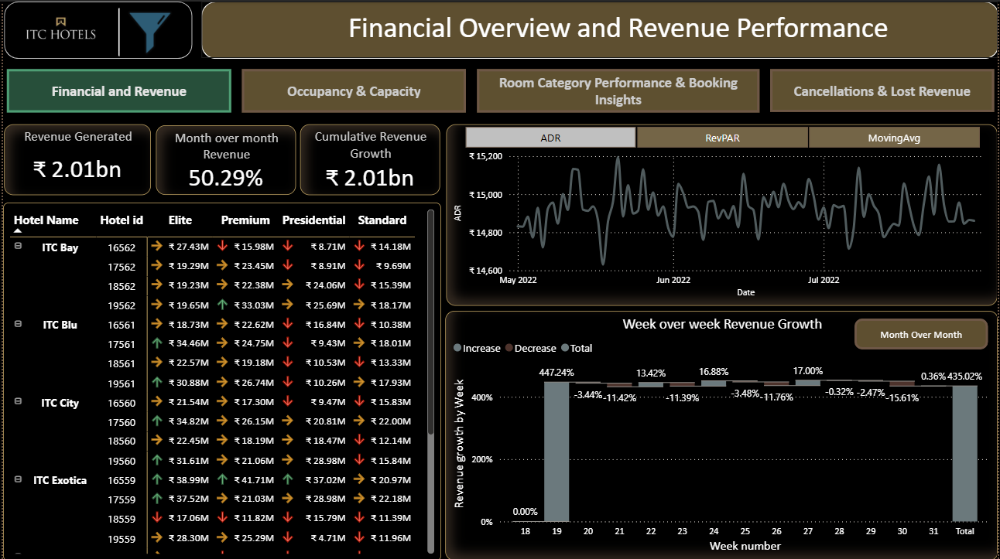 ITC HOTELS
Financial Overview and Revenue Performance
Financial and Revenue
Occupancy & Capacity
Room Category Performance & Booking
Insights
Cancellations & Lost Revenue
Revenue Generated
₹ 2.01bn
Month over month
Revenue
50.29%
Cumulative Revenue
Growth
₹ 2.01bn
Hotel Name Hotel id Elite Premium Presidential Standard
ITC Bay 16562 ₹ 27.43M ₹ 15.98M ₹ 8.71M ₹ 14.18M
17562 ₹ 19.29M ₹ 23.45M ₹ 8.91M ₹ 9.69M
18562 ₹ 19.23M ₹ 22.38M ₹ 24.06M ₹ 15.39M
19562 ₹ 19.65M ₹ 33.03M ₹ 25.69M ₹ 18.17M
ITC Blu 16561 ₹ 18.73M ₹ 22.62M ₹ 16.84M ₹ 10.38M
17561 ₹ 34.46M ₹ 24.75M ₹ 9.43M ₹ 18.01M
18561 ₹ 22.57M ₹ 19.18M ₹ 10.53M ₹ 13.33M
19561 ₹ 30.88M ₹ 26.74M ₹ 10.26M ₹ 17.93M
ITC City 16560 ₹ 21.54M ₹ 17.30M ₹ 9.47M ₹ 15.83M
17560 ₹ 34.82M ₹ 26.15M ₹ 20.81M ₹ 22.00M
18560 ₹ 22.45M ₹ 18.19M ₹ 18.47M ₹ 12.14M
19560 ₹ 31.61M ₹ 21.06M ₹ 28.98M ₹ 15.84M
ITC Exotica 16559 ₹ 38.99M ₹ 41.71M ₹ 37.02M ₹ 20.97M
17559 ₹ 37.52M ₹ 21.03M ₹ 28.98M ₹ 22.18M
18559 ₹ 17.06M ₹ 11.82M ₹ 15.79M ₹ 11.39M
19559 ₹ 28.30M ₹ 25.29M ₹ 4.71M ₹ 11.96M
ADR RevPAR MovingAvg
₹ 15,200
₹ 15,000
₹ 14,800
₹ 14,600
ADR
May 2022 Jun 2022 Jul 2022
Date
Week over week Revenue Growth
Month Over Month
Increase Decrease Total
Revenue growth by Week
400%
200%
0%
0.00% 447.24% -3.44% -11.42% 13.42% -11.39% 16.88% -3.48% -11.76% 17.00% -0.32% -2.47% -15.61% 0.36% 435.02%
18 19 20 21 22 23 24 25 26 27 28 29 30 31 Total
Week number